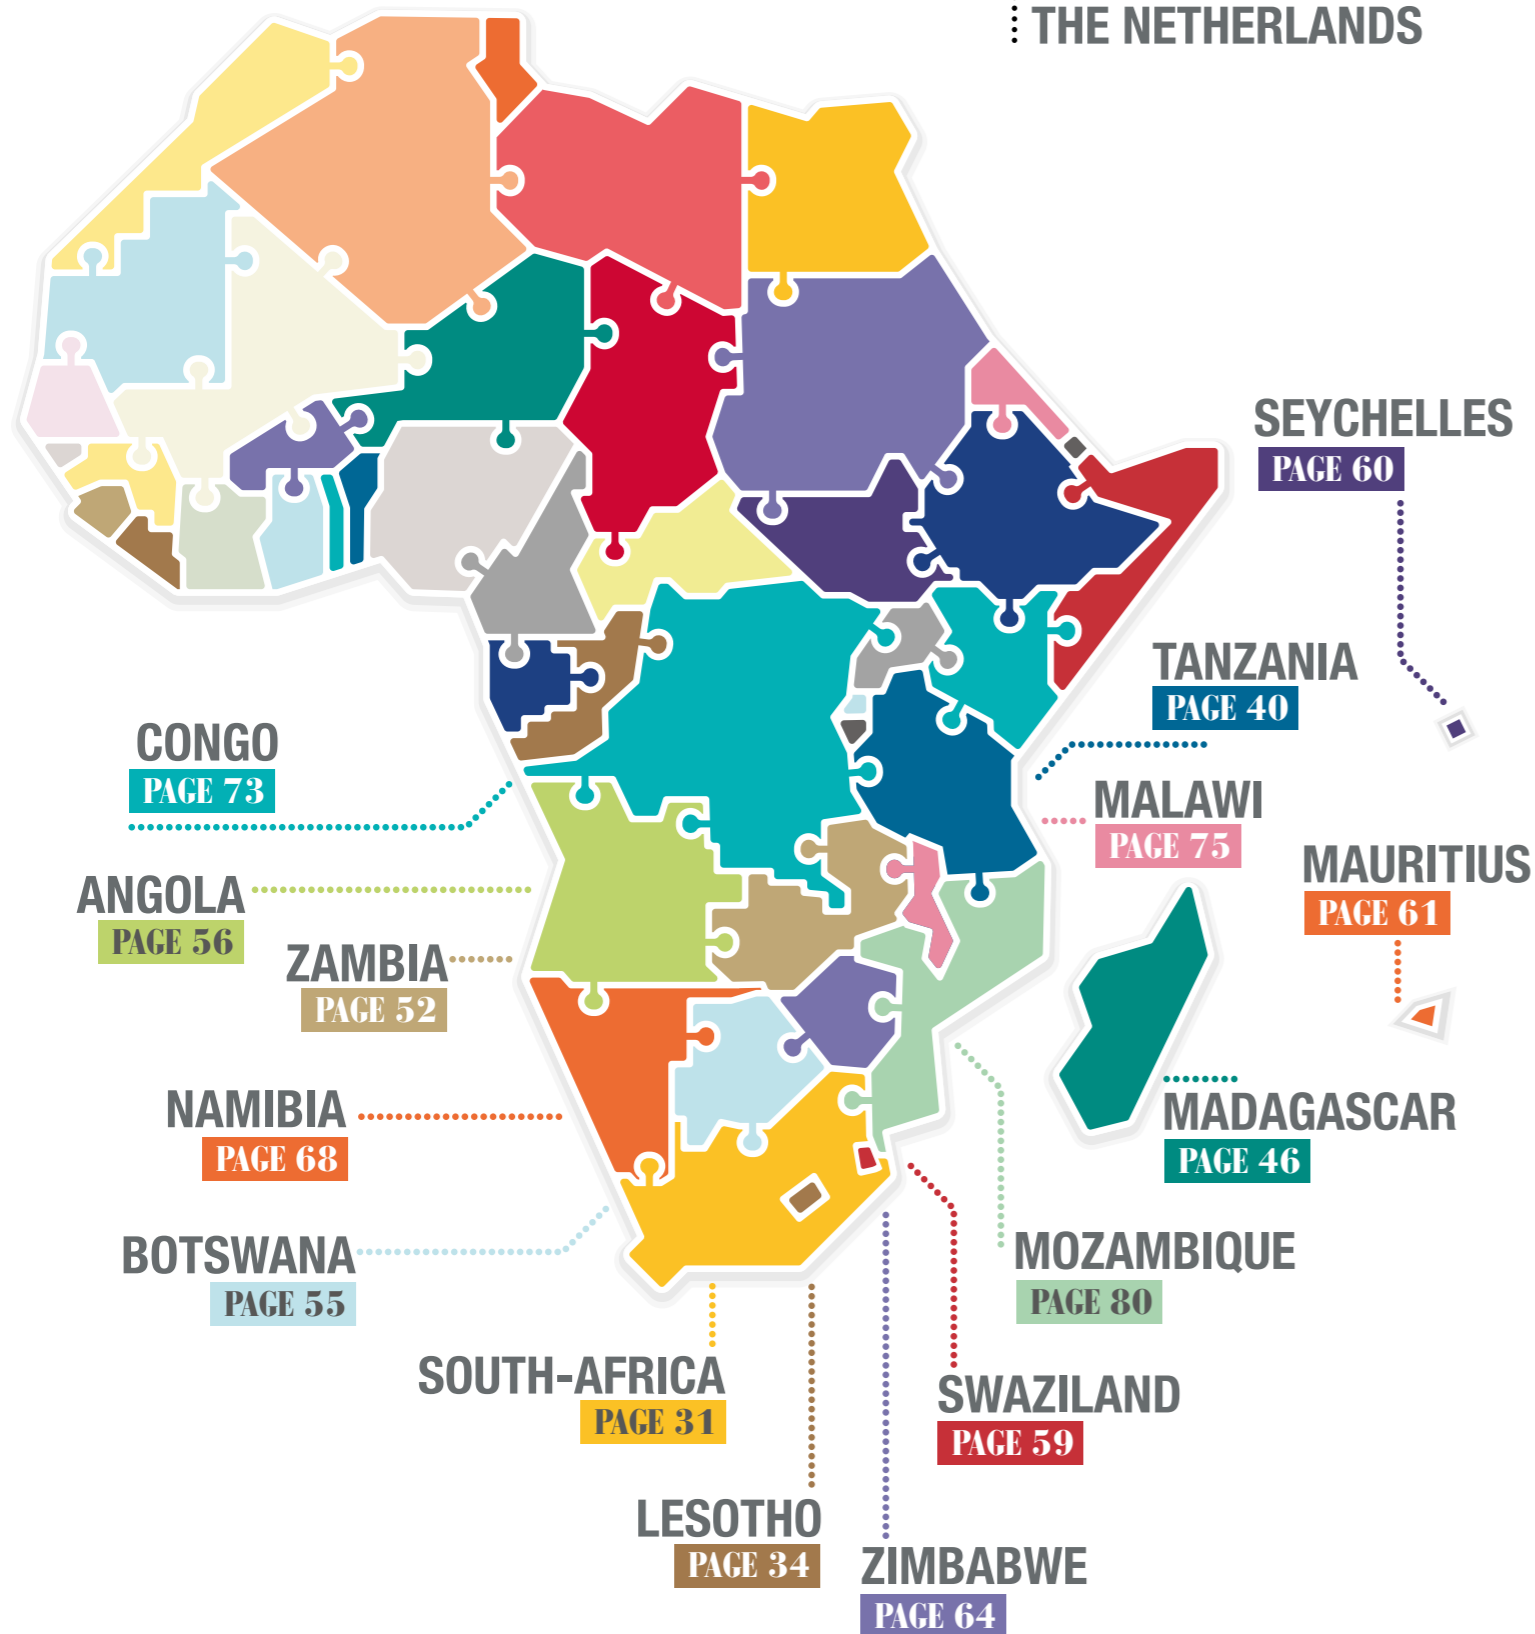 THE NETHERLANDS
SEYCHELLES
PAGE 60
TANZANIA
PAGE 40
CONGO
PAGE 73
MALAWI
PAGE 75
MAURITIUS
PAGE 61
ANGOLA
PAGE 56
ZAMBIA
PAGE 52
NAMIBIA
PAGE 68
MADAGASCAR
PAGE 46
BOTSWANA
PAGE 55
MOZAMBIQUE
PAGE 80
SOUTH-AFRICA
PAGE 31
SWAZILAND
PAGE 59
LESOTHO
PAGE 34
ZIMBABWE
PAGE 64